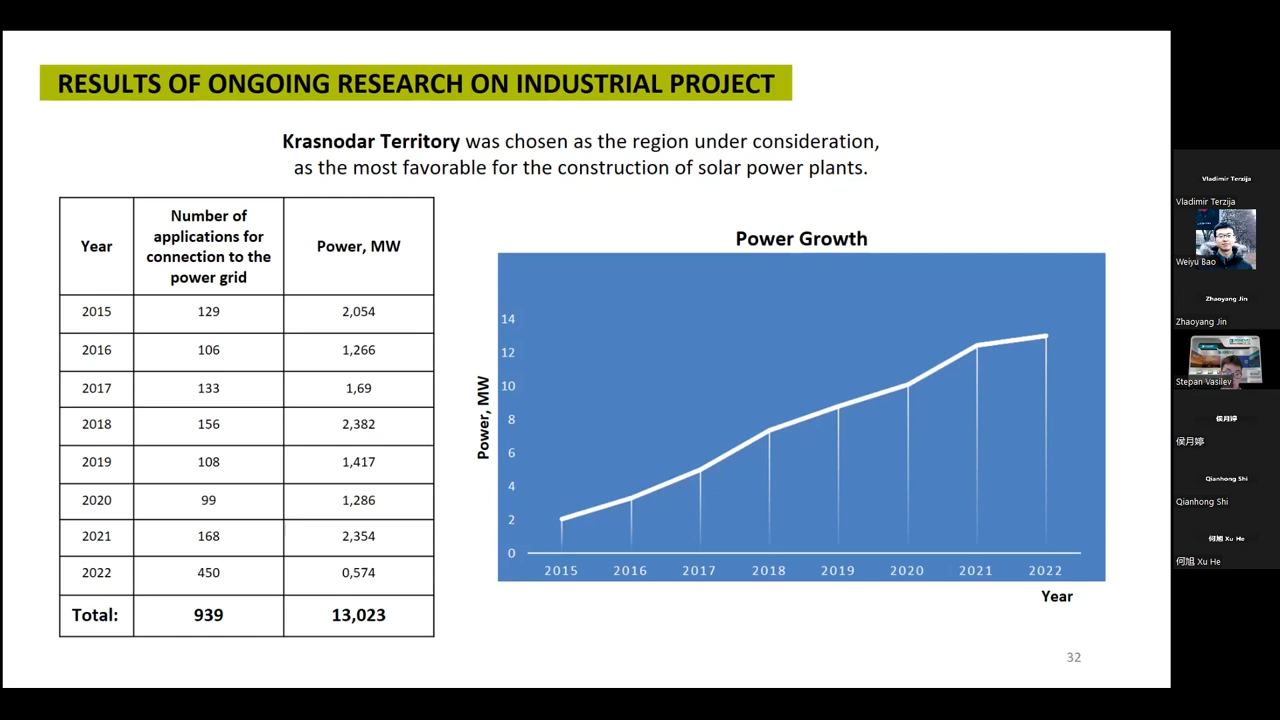 RESULTS OF ONGOING RESEARCH ON INDUSTRIAL PROJECT
Krasnodar Territory was chosen as the region under consideration,
as the most favorable for the construction of solar power plants.
Year
Number of
applications for
connection to the
power grid
Power, MW
2015 129 2,054
2016 106 1,266
2017 133 1,69
2018 156 2,382
2019 108 1,417
2020 99 1,286
2021 168 2,354
2022 450 0,574
Total: 939 13,023
Power Growth
Power, MW
14
12
10
8
6
4
2
0
2015 2016 2017 2018 2019 2020 2021 2022
Year
32
Vladimir Terzija
Vladimir Terzija
Weiyu Bao
Zhaoyang Jin
Zhaoyang Jin
Stepan Vasilev
侯月婷
侯月婷
Qianhong Shi
Qianhong Shi
何旭 Xu He
何旭 Xu He